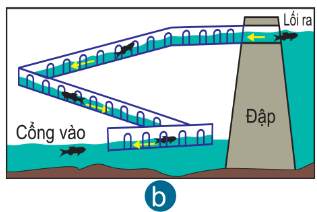 Lối ra
Đập
Cổng vào
b